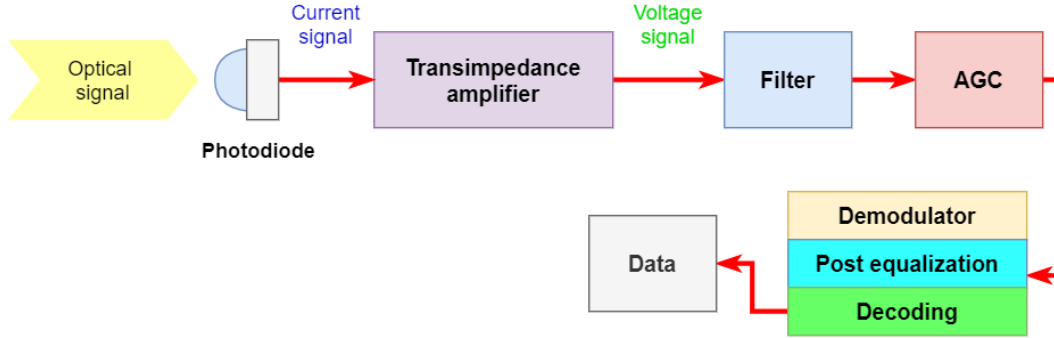 Optical
signal
Photodiode
Current
signal
Transimpedance
amplifier
Voltage
signal
Filter
AGC
Demodulator
Post equalization
Decoding
Data